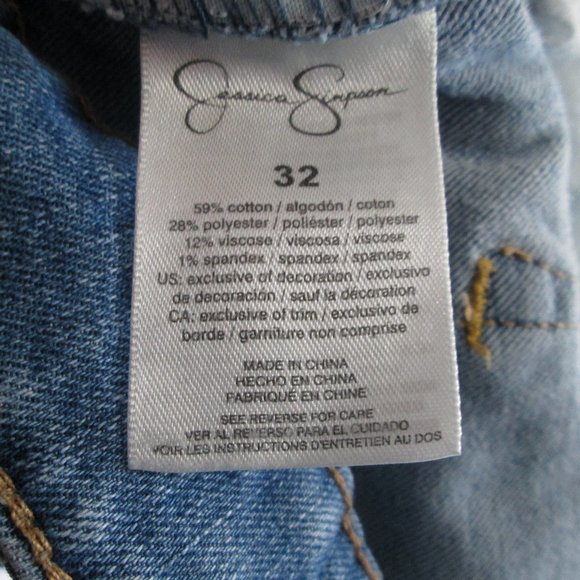 Jessica Simpson
32
59% cotton / algodón / coton
28% polyester / poliéster / polyester
12% viscose / viscosa / viscose
1% spandex / spandex / spandex
US: exclusive of decoration / exclusivo
de decoración / sauf la décoration
CA: exclusive of trim / exclusivo de
borde / garniture non comprise
MADE IN CHINA
HECHO EN CHINA
FABRIQUÉ EN CHINE
SEE REVERSE FOR CARE
VER AL REVERSO PARA EL CUIDADO
VOIR LES INSTRUCTIONS D'ENTRETIEN AU DOS